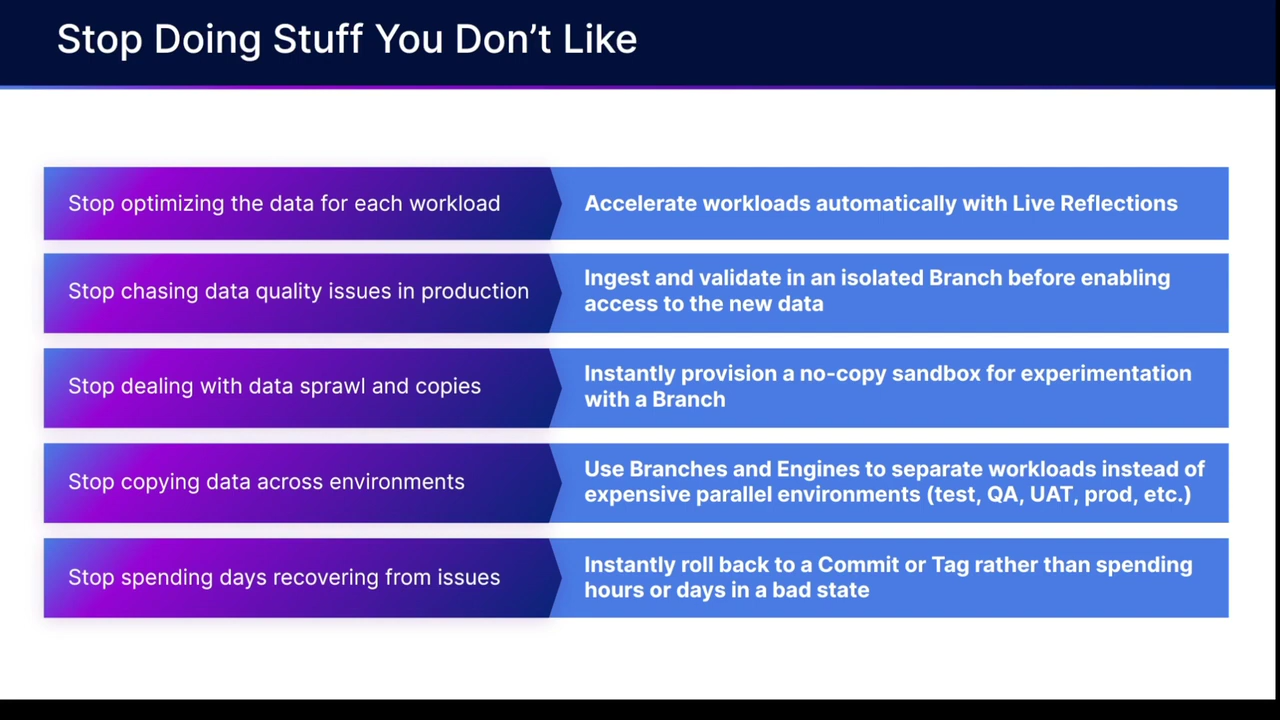 Stop Doing Stuff You Don’t Like
Stop optimizing the data for each workload
Accelerate workloads automatically with Live Reflections
Stop chasing data quality issues in production
Ingest and validate in an isolated Branch before enabling
access to the new data
Stop dealing with data sprawl and copies
Instantly provision a no-copy sandbox for experimentation
with a Branch
Stop copying data across environments
Use Branches and Engines to separate workloads instead of
expensive parallel environments (test, QA, UAT, prod, etc.)
Stop spending days recovering from issues
Instantly roll back to a Commit or Tag rather than spending
hours or days in a bad state